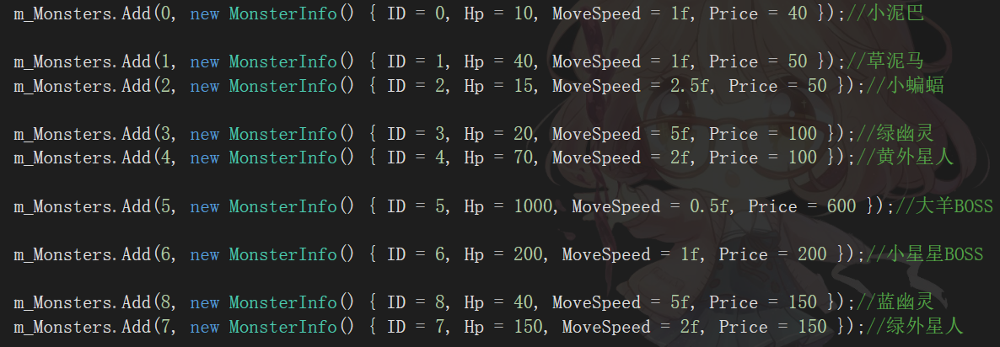 m_Monsters.Add(0, new MonsterInfo() { ID = 0, Hp = 10, MoveSpeed = 1f, Price = 40 });//小泥巴
m_Monsters.Add(1, new MonsterInfo() { ID = 1, Hp = 40, MoveSpeed = 1f, Price = 50 });//草泥马
m_Monsters.Add(2, new MonsterInfo() { ID = 2, Hp = 15, MoveSpeed = 2.5f, Price = 50 });//小蝙蝠
m_Monsters.Add(3, new MonsterInfo() { ID = 3, Hp = 20, MoveSpeed = 5f, Price = 100 });//绿幽灵
m_Monsters.Add(4, new MonsterInfo() { ID = 4, Hp = 70, MoveSpeed = 2f, Price = 100 });//黄外星人
m_Monsters.Add(5, new MonsterInfo() { ID = 5, Hp = 1000, MoveSpeed = 0.5f, Price = 600 });//大羊BOSS
m_Monsters.Add(6, new MonsterInfo() { ID = 6, Hp = 200, MoveSpeed = 1f, Price = 200 });//小星星BOSS
m_Monsters.Add(8, new MonsterInfo() { ID = 8, Hp = 40, MoveSpeed = 5f, Price = 150 });//蓝幽灵
m_Monsters.Add(7, new MonsterInfo() { ID = 7, Hp = 150, MoveSpeed = 2f, Price = 150 });//绿外星人